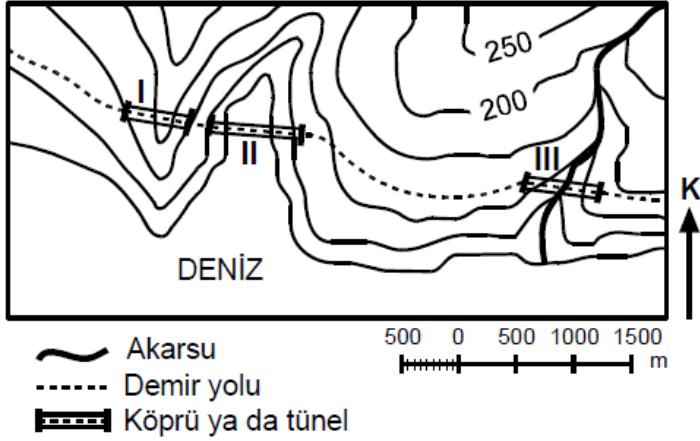 250
200
I
II
III
K
DENİZ
Akarsu
Demir yolu
Köprü ya da tünel
500 0 500 1000 1500
m